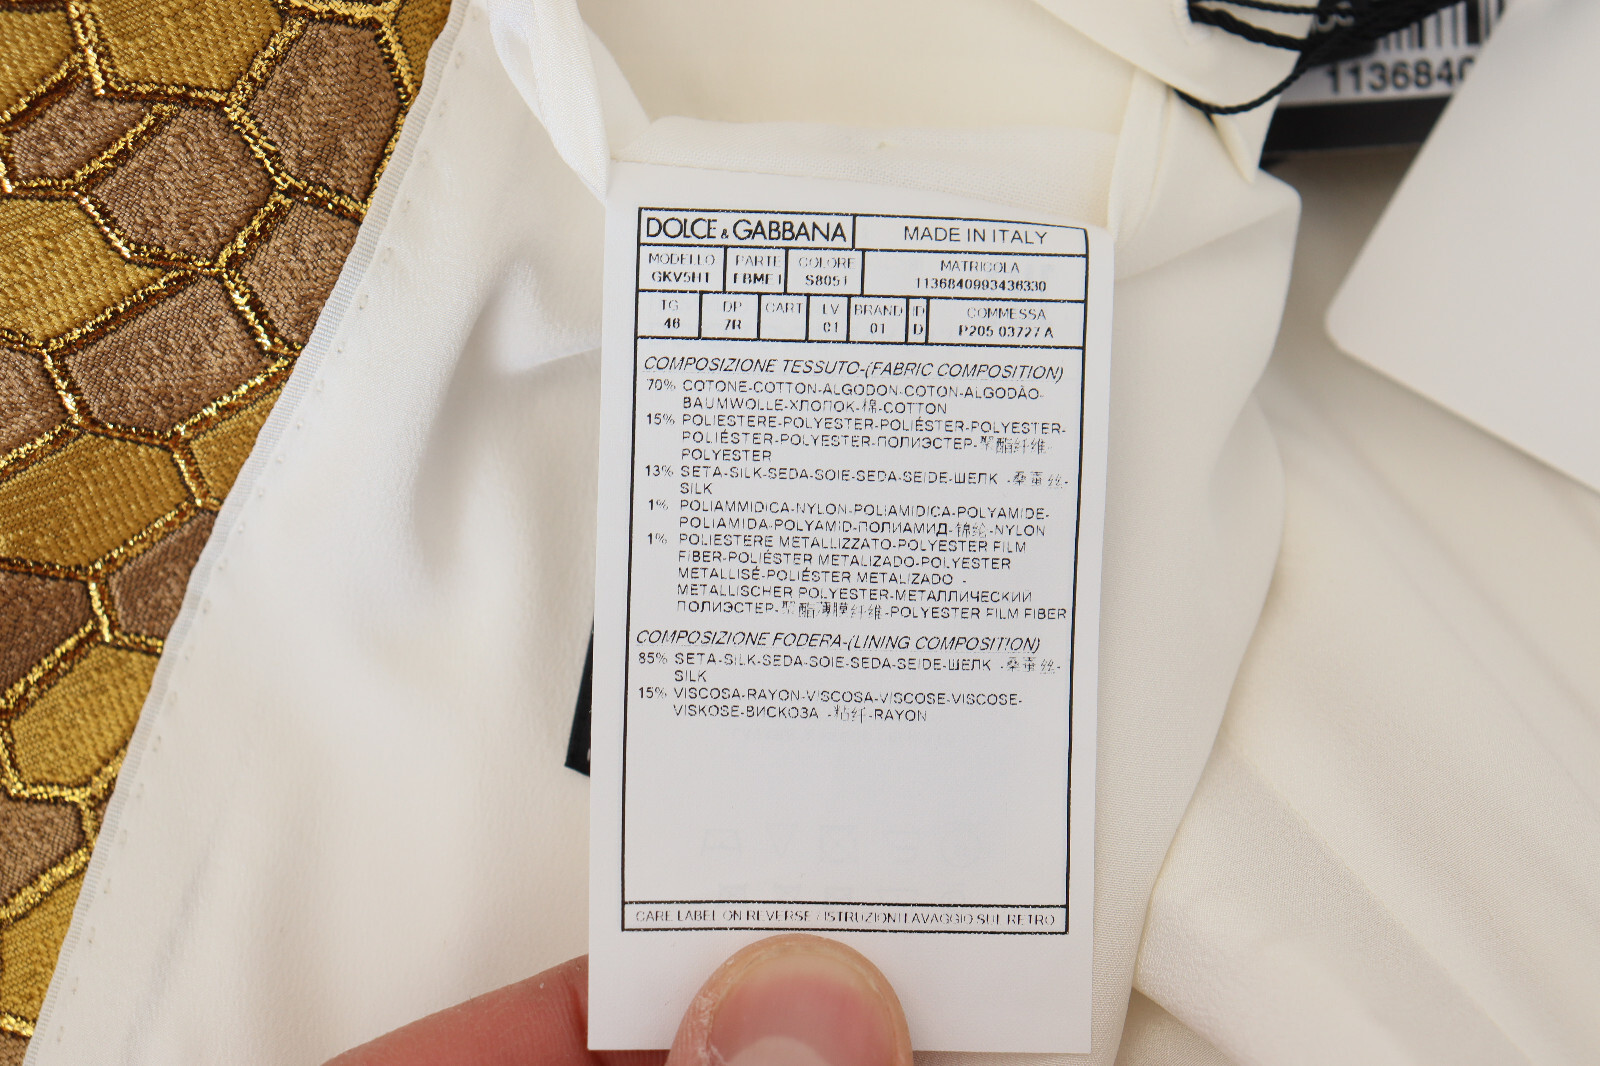 1136840
DOLCE & GABBANA MADE IN ITALY
MODELLO PARTE COLORE MATRICOLA
GKV5HT FBMFI S8051 1136840993436330
TG DP CART LV BRAND ID COMMESSA
46 7R 01 01 D P205 03727 A
COMPOSIZIONE TESSUTO-(FABRIC COMPOSITION)
70% COTONE-COTTON-ALGODON-COTON-ALGODÃO-
BAUMWOLLE-ХЛОПОК-棉-COTTON
15% POLIESTERE-POLYESTER-POLIÉSTER-POLYESTER-
POLIÉSTER-POLYESTER-ПОЛИЭСТЕР-聚酯纤维-
POLYESTER
13% SETA-SILK-SEDA-SOIE-SEDA-SEIDE-ШЕЛК -桑蚕丝-
SILK
1% POLIAMMIDICA-NYLON-POLIAMIDICA-POLYAMIDE-
POLIAMIDA-POLYAMID-ПОЛИАМИД-锦纶-NYLON
1% POLIESTERE METALLIZZATO-POLYESTER FILM
FIBER-POLIÉSTER METALIZADO-POLYESTER
METALLISÉ-POLIÉSTER METALIZADO -
METALLISCHER POLYESTER-МЕТАЛЛИЧЕСКИИ
ПОЛИЭСТЕР-聚酯薄膜纤维-POLYESTER FILM FIBER
COMPOSIZIONE FODERA-(LINING COMPOSITION)
85% SETA-SILK-SEDA-SOIE-SEDA-SEIDE-ШЕЛК -桑蚕丝-
SILK
15% VISCOSA-RAYON-VISCOSA-VISCOSE-VISCOSE-
VISKOSE-ВИСКОЗА -粘纤-RAYON
CARE LABEL ON REVERSE / ISTRUZIONI LAVAGGIO SUL RETRO